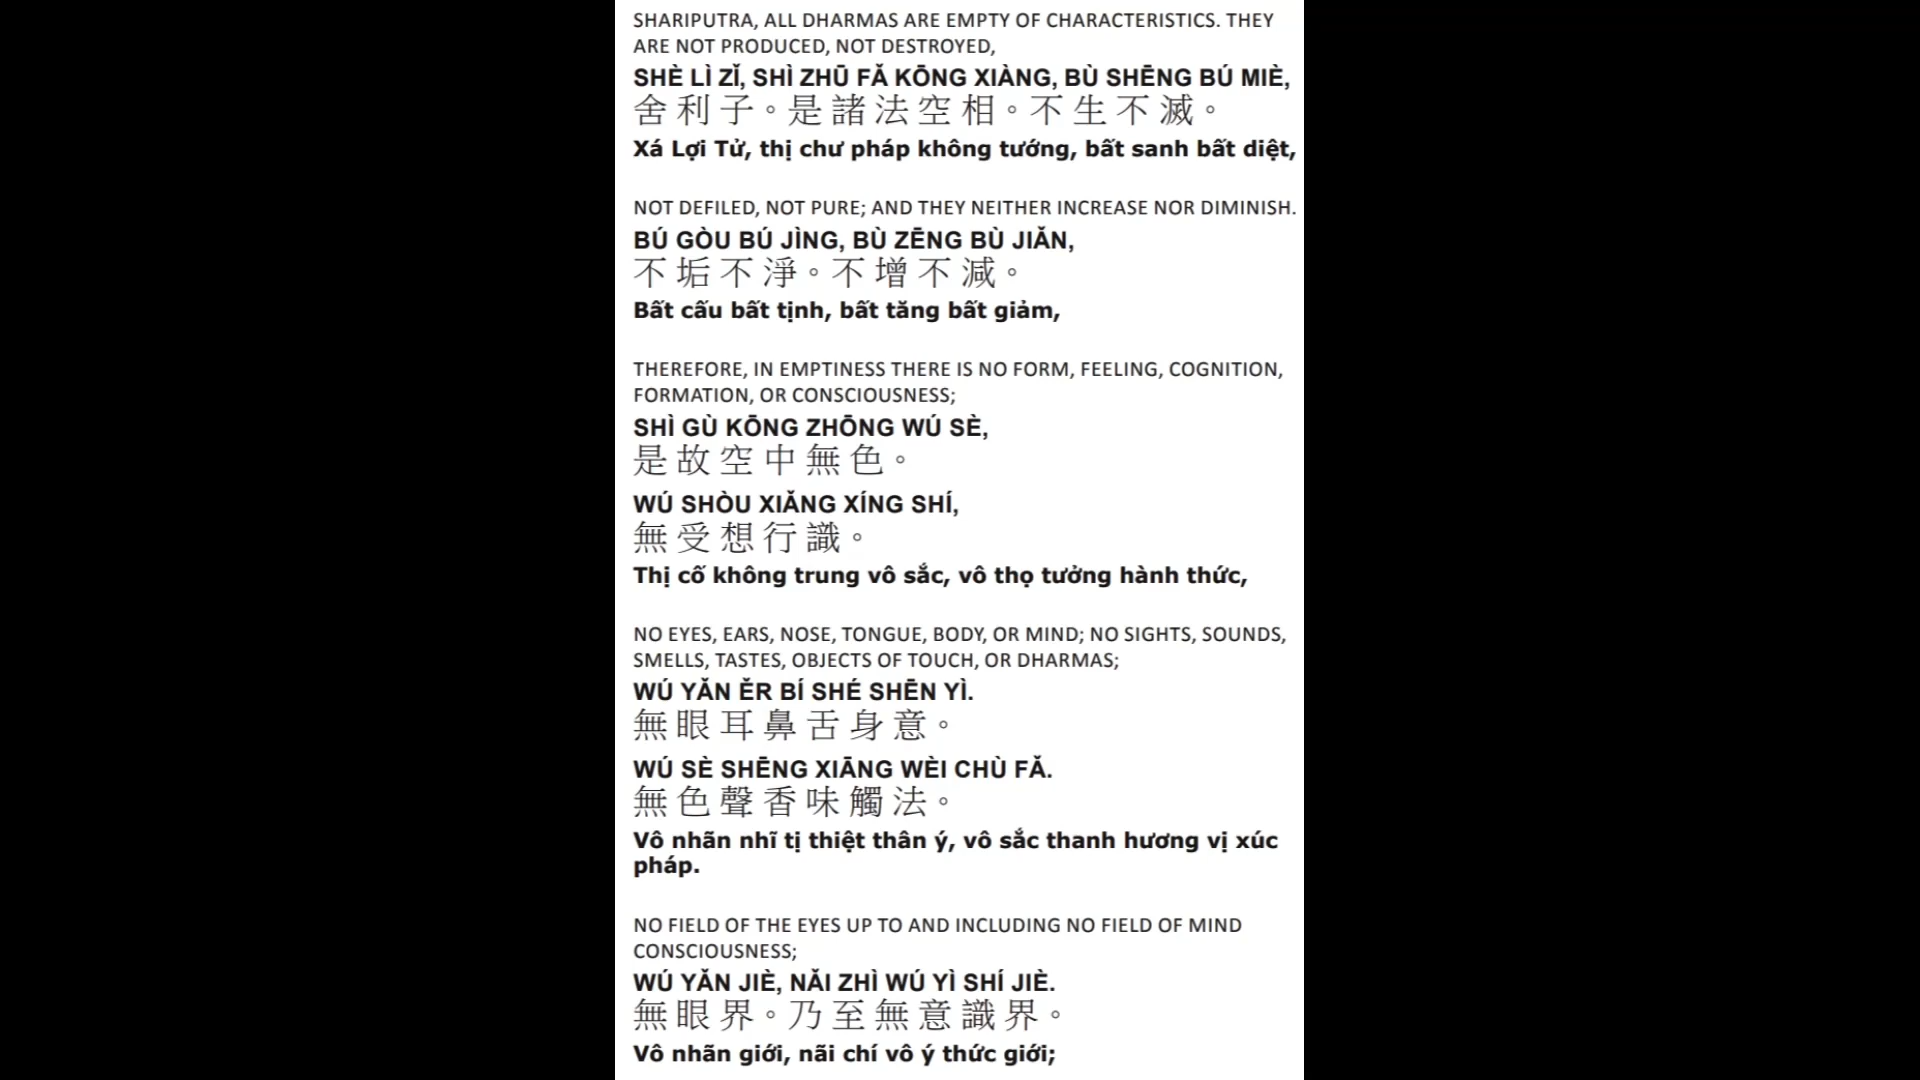 SHARIPUTRA, ALL DHARMAS ARE EMPTY OF CHARACTERISTICS. THEY
ARE NOT PRODUCED, NOT DESTROYED,
SHÈ LÌ ZǏ, SHÌ ZHŪ FǍ KŌNG XIÀNG, BÙ SHĒNG BÚ MIÈ,
舍利子。是諸法空相。不生不滅。
Xá Lợi Tử, thị chư pháp không tướng, bất sanh bất diệt,
NOT DEFILED, NOT PURE; AND THEY NEITHER INCREASE NOR DIMINISH.
BÚ GÒU BÚ JÌNG, BÙ ZĒNG BÙ JIǍN,
不垢不淨。不增不減。
Bất cấu bất tịnh, bất tăng bất giảm,
THEREFORE, IN EMPTINESS THERE IS NO FORM, FEELING, COGNITION,
FORMATION, OR CONSCIOUSNESS;
SHÌ GÙ KŌNG ZHŌNG WÚ SÈ,
是故空中無色。
WÚ SHÒU XIǍNG XÍNG SHÍ,
無受想行識。
Thị cố không trung vô sắc, vô thọ tưởng hành thức,
NO EYES, EARS, NOSE, TONGUE, BODY, OR MIND; NO SIGHTS, SOUNDS,
SMELLS, TASTES, OBJECTS OF TOUCH, OR DHARMAS;
WÚ YǍN ĚR BÍ SHÉ SHĒN YÌ.
無眼耳鼻舌身意。
WÚ SÈ SHĒNG XIĀNG WÈI CHÙ FǍ.
無色聲香味觸法。
Vô nhãn nhĩ tị thiệt thân ý, vô sắc thanh hương vị xúc
pháp.
NO FIELD OF THE EYES UP TO AND INCLUDING NO FIELD OF MIND
CONSCIOUSNESS;
WÚ YǍN JIÈ, NǍI ZHÌ WÚ YÌ SHÍ JIÈ.
無眼界。乃至無意識界。
Vô nhãn giới, nãi chí vô ý thức giới;